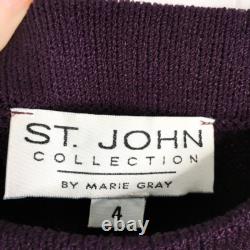 ST. JOHN
COLLECTION
BY MARIE GRAY
4